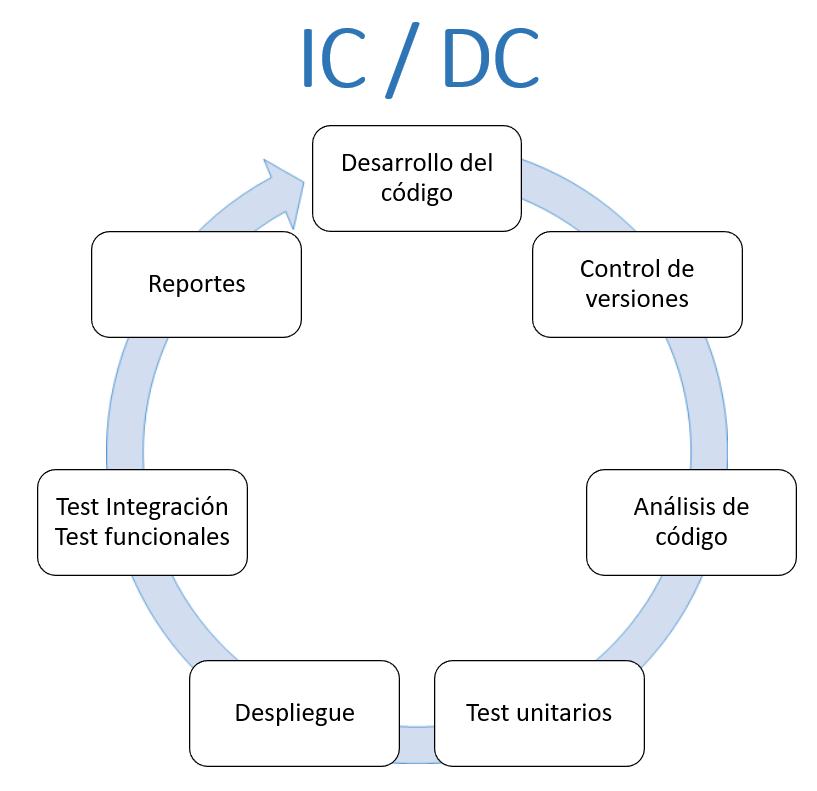 IC / DC
Desarrollo del
código
Control de
versiones
Análisis de
código
Test unitarios
Despliegue
Test Integración
Test funcionales
Reportes